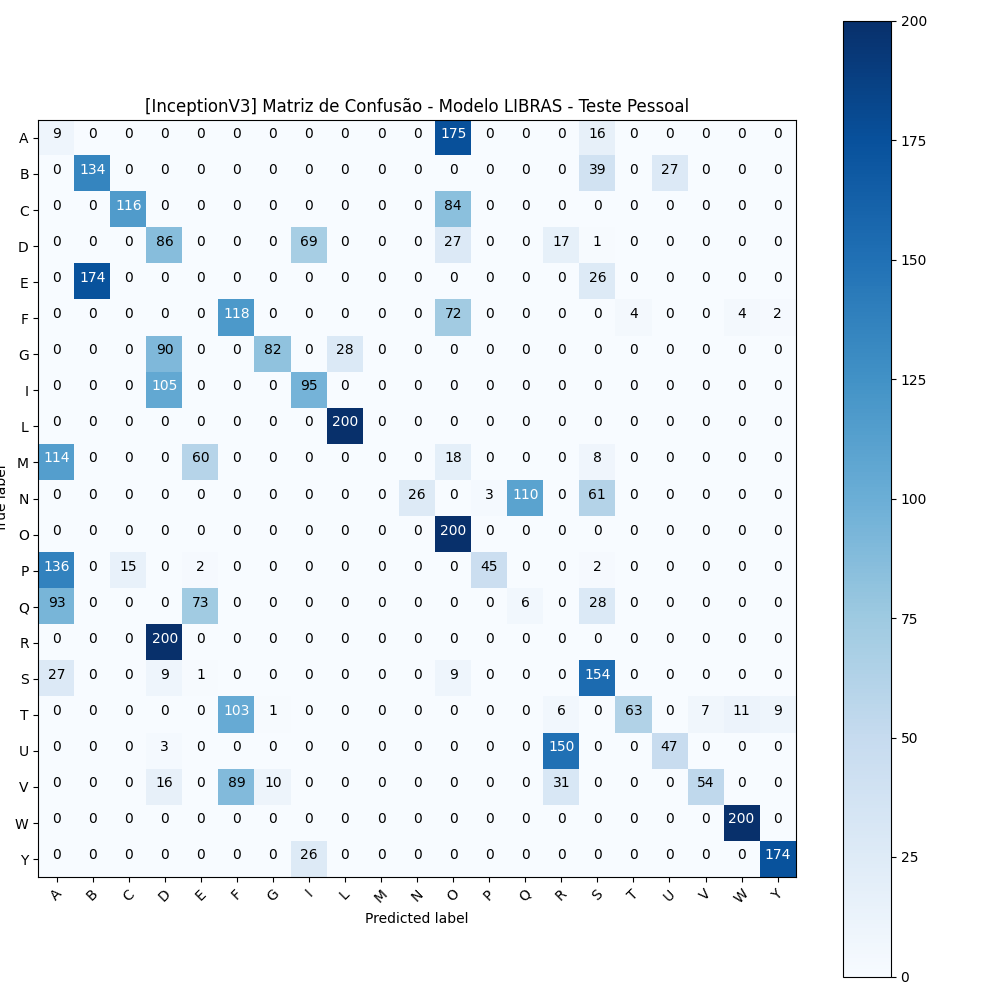 [InceptionV3] Matriz de Confusão - Modelo LIBRAS - Teste Pessoal
A 9 0 0 0 0 0 0 0 0 0 0 175 0 0 0 16 0 0 0 0 0
B 0 134 0 0 0 0 0 0 0 0 0 0 0 0 0 39 0 27 0 0 0
C 0 0 116 0 0 0 0 0 0 0 0 84 0 0 0 0 0 0 0 0 0
D 0 0 0 86 0 0 0 69 0 0 0 27 0 0 17 1 0 0 0 0 0
E 0 174 0 0 0 0 0 0 0 0 0 0 0 0 0 26 0 0 0 0 0
F 0 0 0 0 0 118 0 0 0 0 0 72 0 0 0 0 4 0 0 4 2
G 0 0 0 90 0 0 82 0 28 0 0 0 0 0 0 0 0 0 0 0 0
I 0 0 0 105 0 0 0 95 0 0 0 0 0 0 0 0 0 0 0 0 0
L 0 0 0 0 0 0 0 0 200 0 0 0 0 0 0 0 0 0 0 0 0
M 114 0 0 0 60 0 0 0 0 0 0 18 0 0 0 8 0 0 0 0 0
N 0 0 0 0 0 0 0 0 0 0 26 0 3 110 0 61 0 0 0 0 0
O 0 0 0 0 0 0 0 0 0 0 0 200 0 0 0 0 0 0 0 0 0
P 136 0 15 0 2 0 0 0 0 0 0 0 45 0 0 2 0 0 0 0 0
Q 93 0 0 0 73 0 0 0 0 0 0 0 0 6 0 28 0 0 0 0 0
R 0 0 0 200 0 0 0 0 0 0 0 0 0 0 0 0 0 0 0 0 0
S 27 0 0 9 1 0 0 0 0 0 0 9 0 0 0 154 0 0 0 0 0
T 0 0 0 0 0 103 1 0 0 0 0 0 0 0 6 0 63 0 7 11 9
U 0 0 0 3 0 0 0 0 0 0 0 0 0 0 150 0 0 47 0 0 0
V 0 0 0 16 0 89 10 0 0 0 0 0 0 0 31 0 0 0 54 0 0
W 0 0 0 0 0 0 0 0 0 0 0 0 0 0 0 0 0 0 0 200 0
Y 0 0 0 0 0 0 0 26 0 0 0 0 0 0 0 0 0 0 0 0 174
A B C D E F G I L M N O P Q R S T U V W Y
Predicted label
200
175
150
125
100
75
50
25
0